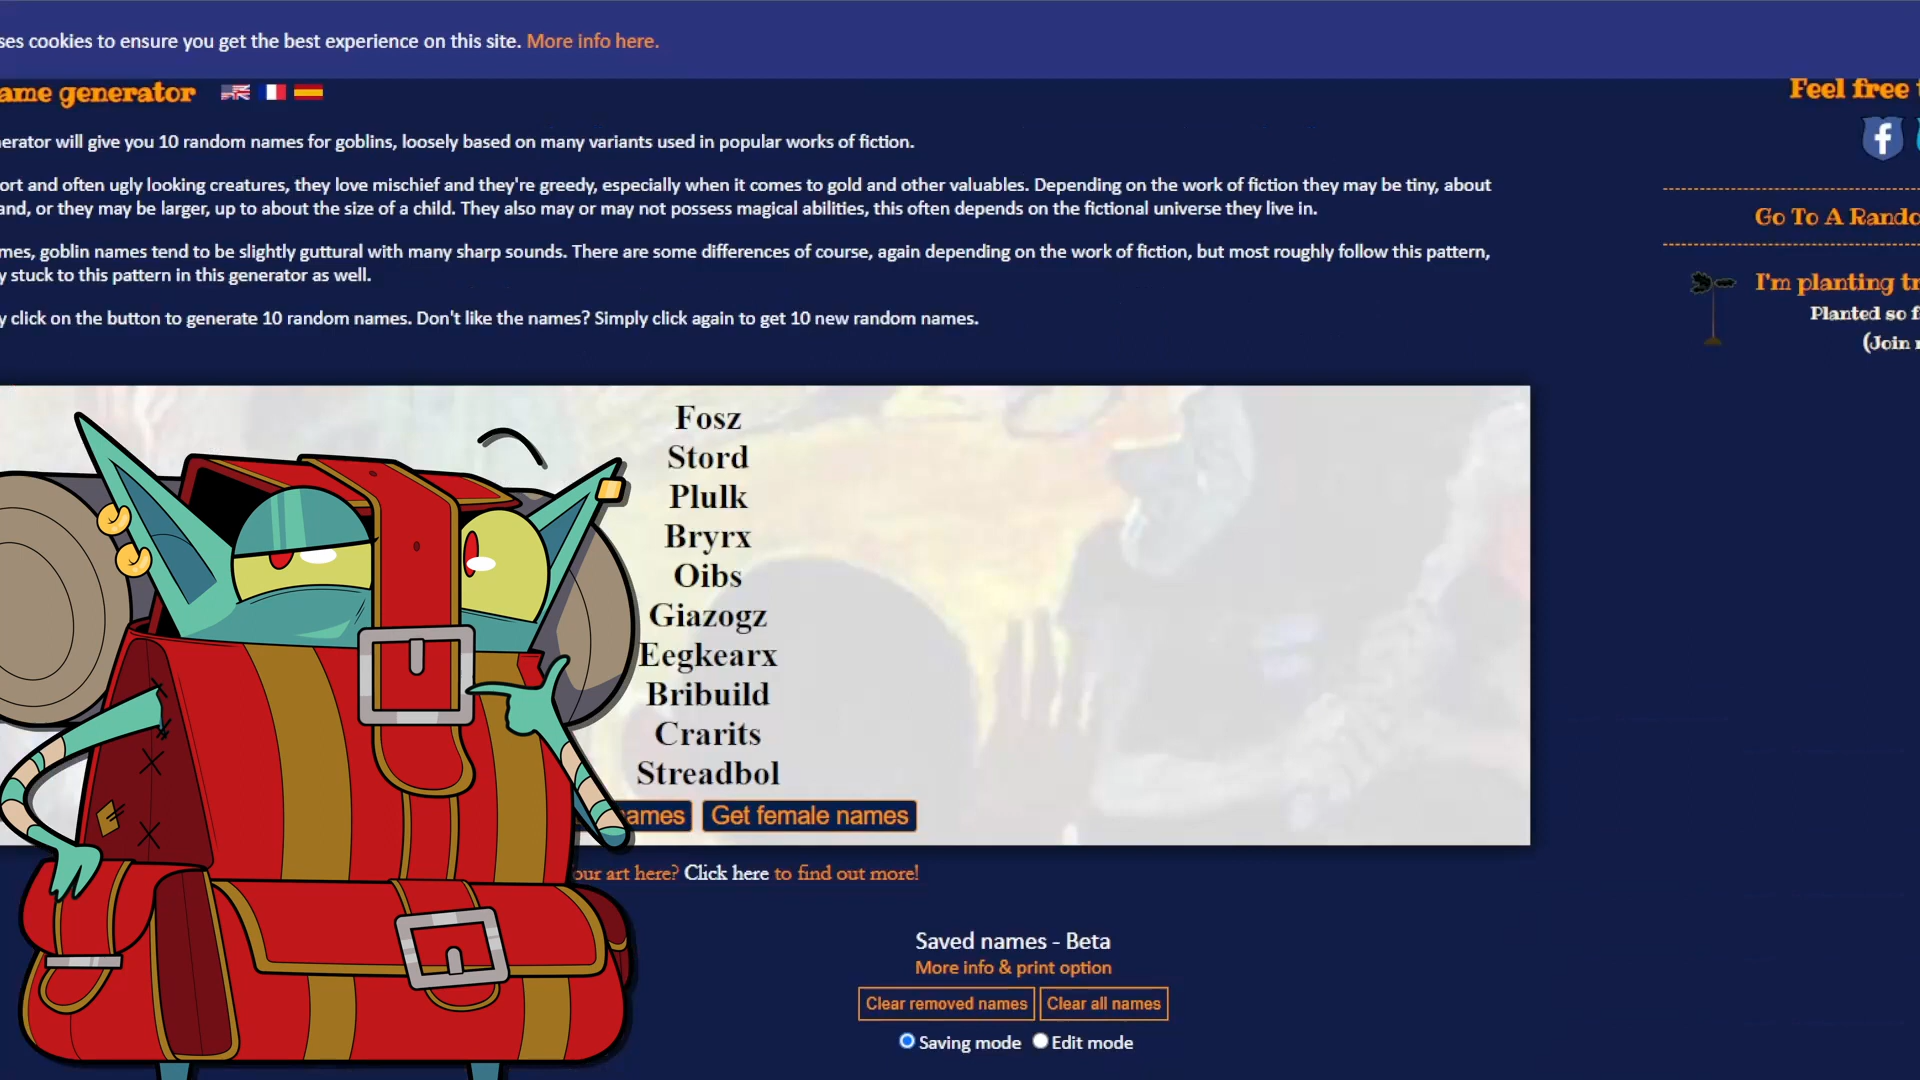 ses cookies to ensure you get the best experience on this site. More info here.
ame generator
Feel free t
erator will give you 10 random names for goblins, loosely based on many variants used in popular works of fiction.
ort and often ugly looking creatures, they love mischief and they're greedy, especially when it comes to gold and other valuables. Depending on the work of fiction they may be tiny, about
and, or they may be larger, up to about the size of a child. They also may or may not possess magical abilities, this often depends on the fictional universe they live in.
Go To A Rando
mes, goblin names tend to be slightly guttural with many sharp sounds. There are some differences of course, again depending on the work of fiction, but most roughly follow this pattern,
y stuck to this pattern in this generator as well.
I'm planting tr
Planted so f
(Join
y click on the button to generate 10 random names. Don't like the names? Simply click again to get 10 new random names.
Fosz
Stord
Plulk
Bryrx
Oibs
Giazogz
Eegkearx
Bribuild
Crarits
Streadbol
ames
Get female names
our art here? Click here to find out more!
Saved names - Beta
More info & print option
Clear removed names
Clear all names
Saving mode Edit mode